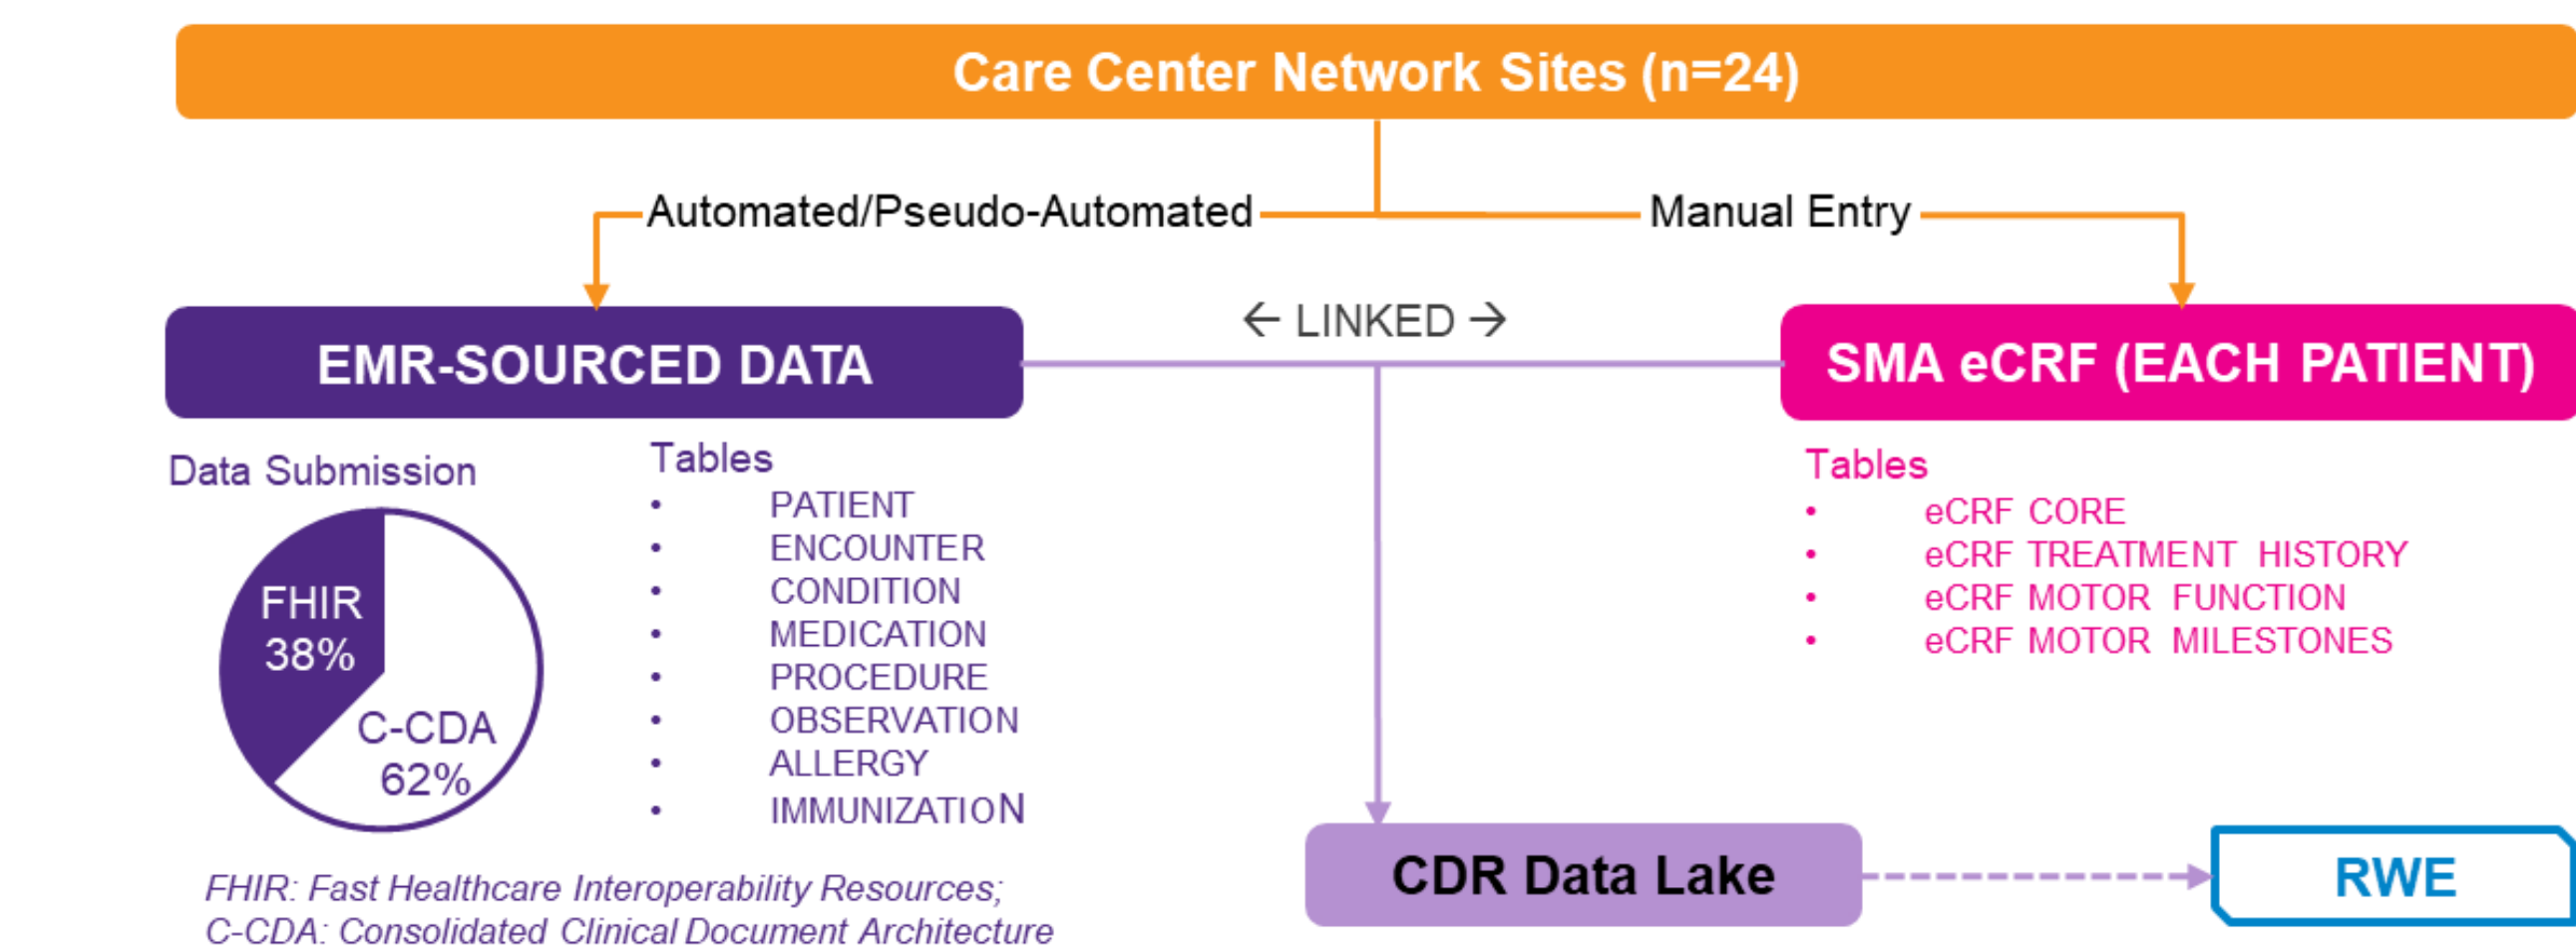 Care Center Network Sites (n=24)
Automated/Pseudo-Automated
Manual Entry
← LINKED →
EMR-SOURCED DATA
SMA eCRF (EACH PATIENT)
Data Submission
FHIR
38%
C-CDA
62%
Tables
• PATIENT
• ENCOUNTER
• CONDITION
• MEDICATION
• PROCEDURE
• OBSERVATION
• ALLERGY
• IMMUNIZATION
Tables
• eCRF CORE
• eCRF TREATMENT HISTORY
• eCRF MOTOR FUNCTION
• eCRF MOTOR MILESTONES
CDR Data Lake
RWE
FHIR: Fast Healthcare Interoperability Resources;
C-CDA: Consolidated Clinical Document Architecture